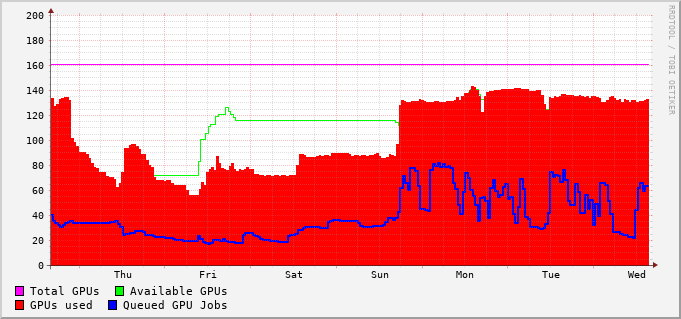 200
180
160
140
120
100
80
60
40
20
0
Thu Fri Sat Sun Mon Tue Wed
Total GPUs Available GPUs
GPUs used Queued GPU Jobs
RRDTOOL / TOBI OETIKER